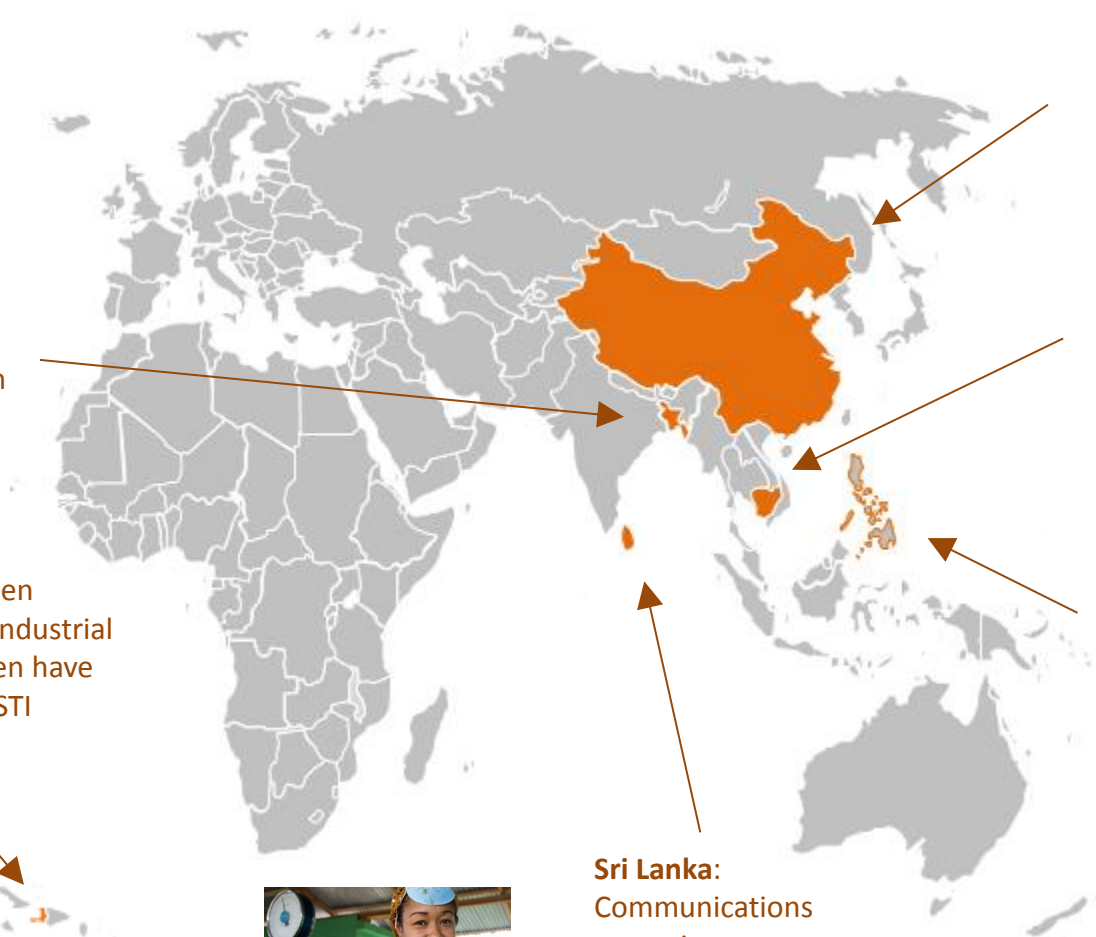 en
ndustrial
en have
STI
Sri Lanka:
Communications